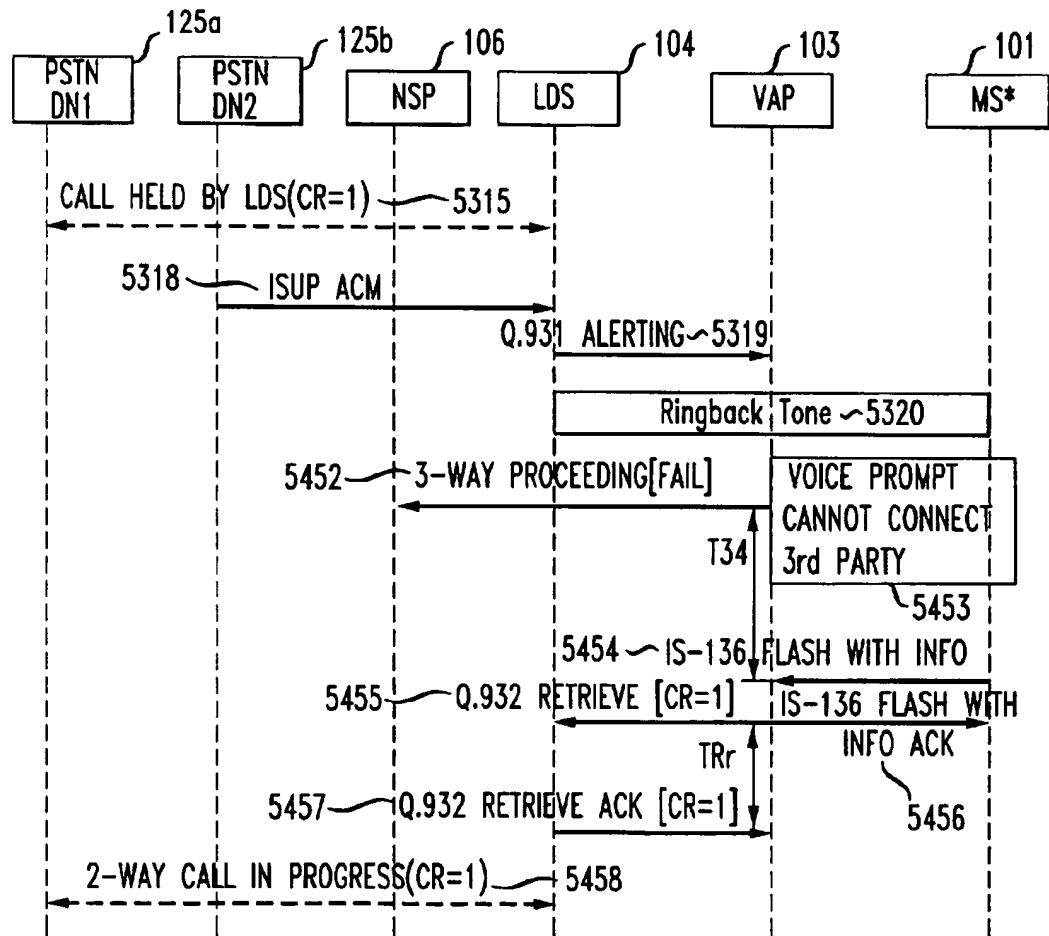 125a 125b 106 104 103 101
PSTN DN1
PSTN DN2
NSP
LDS
VAP
MS*
CALL HELD BY LDS(CR=1) 5315
5318 ISUP ACM
Q.931 ALERTING 5319
Ringback Tone 5320
5452 3-WAY PROCEEDING[FAIL]
VOICE PROMPT
CANNOT CONNECT
3rd PARTY
T34
5453
5454 IS-136 FLASH WITH INFO
5455 Q.932 RETRIEVE [CR=1]
IS-136 FLASH WITH
INFO ACK
TRr
5456
5457 Q.932 RETRIEVE ACK [CR=1]
2-WAY CALL IN PROGRESS(CR=1) 5458